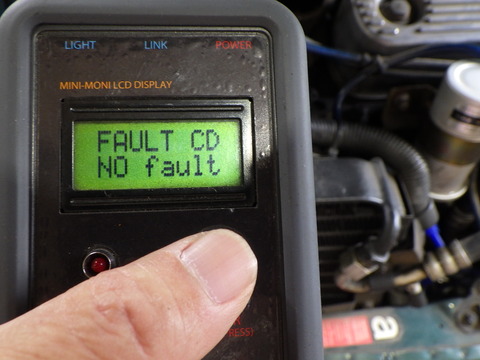 LIGHT LINK POWER
MINI-MONI LCD DISPLAY
FAULT CD
NO fault
a